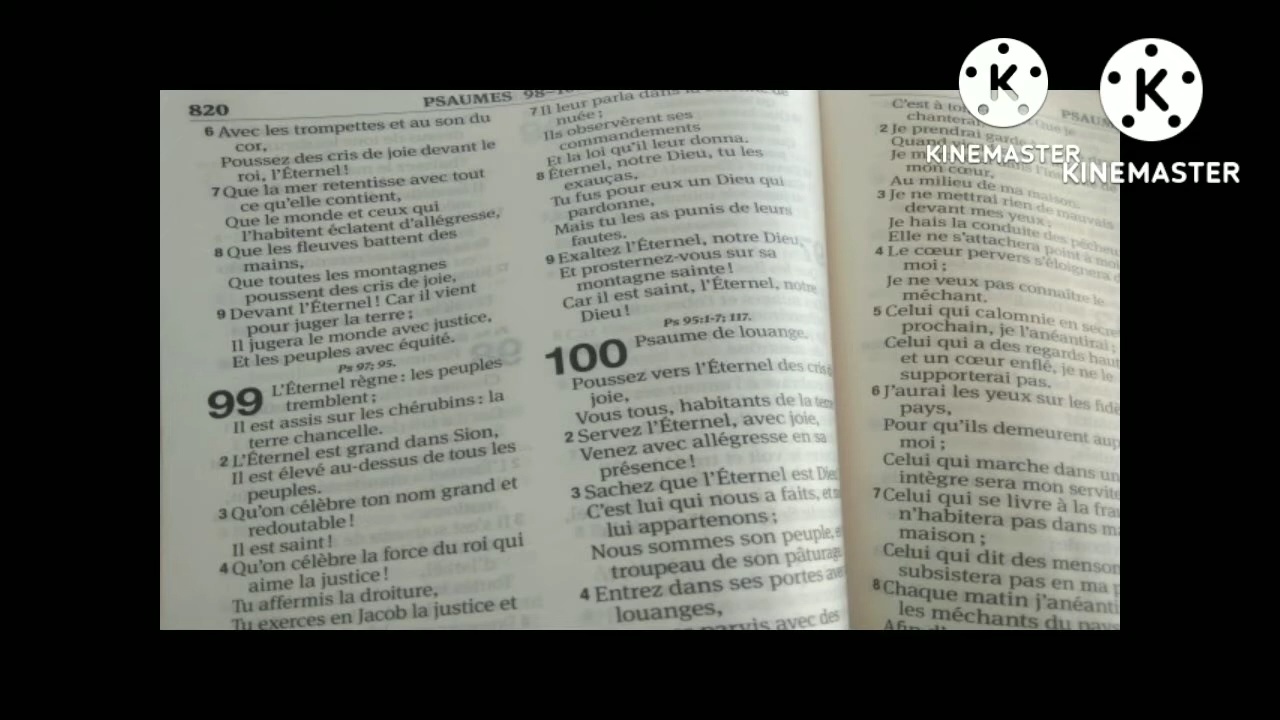 820
PSAUMES 98
6 Avec les trompettes et au son du
cor,
Poussez des cris de joie devant le
roi, l'Éternel !
7 Que la mer retentisse avec tout
ce qu'elle contient,
Que le monde et ceux qui
l'habitent éclatent d'allégresse,
8 Que les fleuves battent des
mains,
Que toutes les montagnes
poussent des cris de joie,
9 Devant l'Éternel ! Car il vient
pour juger la terre ;
Il jugera le monde avec justice,
Et les peuples avec équité.
Ps 97; 95.
99 L'Éternel règne : les peuples
tremblent ;
Il est assis sur les chérubins : la
terre chancelle.
2 L'Éternel est grand dans Sion,
Il est élevé au-dessus de tous les
peuples.
3 Qu'on célèbre ton nom grand et
redoutable !
Il est saint !
4 Qu'on célèbre la force du roi qui
aime la justice !
Tu affermis la droiture,
Tu exerces en Jacob la justice et
7 Il leur parla dans la
nuée ;
Ils observèrent ses
commandements
Et la loi qu'il leur donna.
8 Éternel, notre Dieu, tu les
exauças,
Tu fus pour eux un Dieu qui
pardonne,
Mais tu les as punis de leurs
fautes.
9 Exaltez l'Éternel, notre Dieu,
Et prosternez-vous sur sa
montagne sainte !
Car il est saint, l'Éternel, notre
Dieu !
Ps 95:1-7; 117.
100 Psaume de louange.
Poussez vers l'Éternel des cris
joie,
Vous tous, habitants de la terre
2 Servez l'Éternel, avec joie,
Venez avec allégresse en sa
présence !
3 Sachez que l'Éternel est
C'est lui qui nous a faits, et
lui appartenons ;
Nous sommes son peuple,
troupeau de son pâturage
4 Entrez dans ses portes
louanges,
parvis avec des
PSAUM
C'est à
chanterai
2 Je prendrai garde
Quand
Je
mon cœur,
Au milieu de ma maison.
3 Je ne mettrai rien de mauvais
devant mes yeux ;
Je hais la conduite des
Elle ne s'attachera point à
4 Le cœur pervers s'éloignera
moi ;
Je ne veux pas connaître le
méchant.
5 Celui qui calomnie en
prochain, je l'anéantirai ;
Celui qui a des regards
et un cœur enflé, je ne le
supporterai pas.
6 J'aurai les yeux sur les
pays,
Pour qu'ils demeurent
moi ;
Celui qui marche dans
intègre sera mon
7 Celui qui se livre à la
n'habitera pas dans
maison ;
Celui qui dit des
subsistera pas en ma
8 Chaque matin
les méchants du
KINEMASTER
KINEMASTER